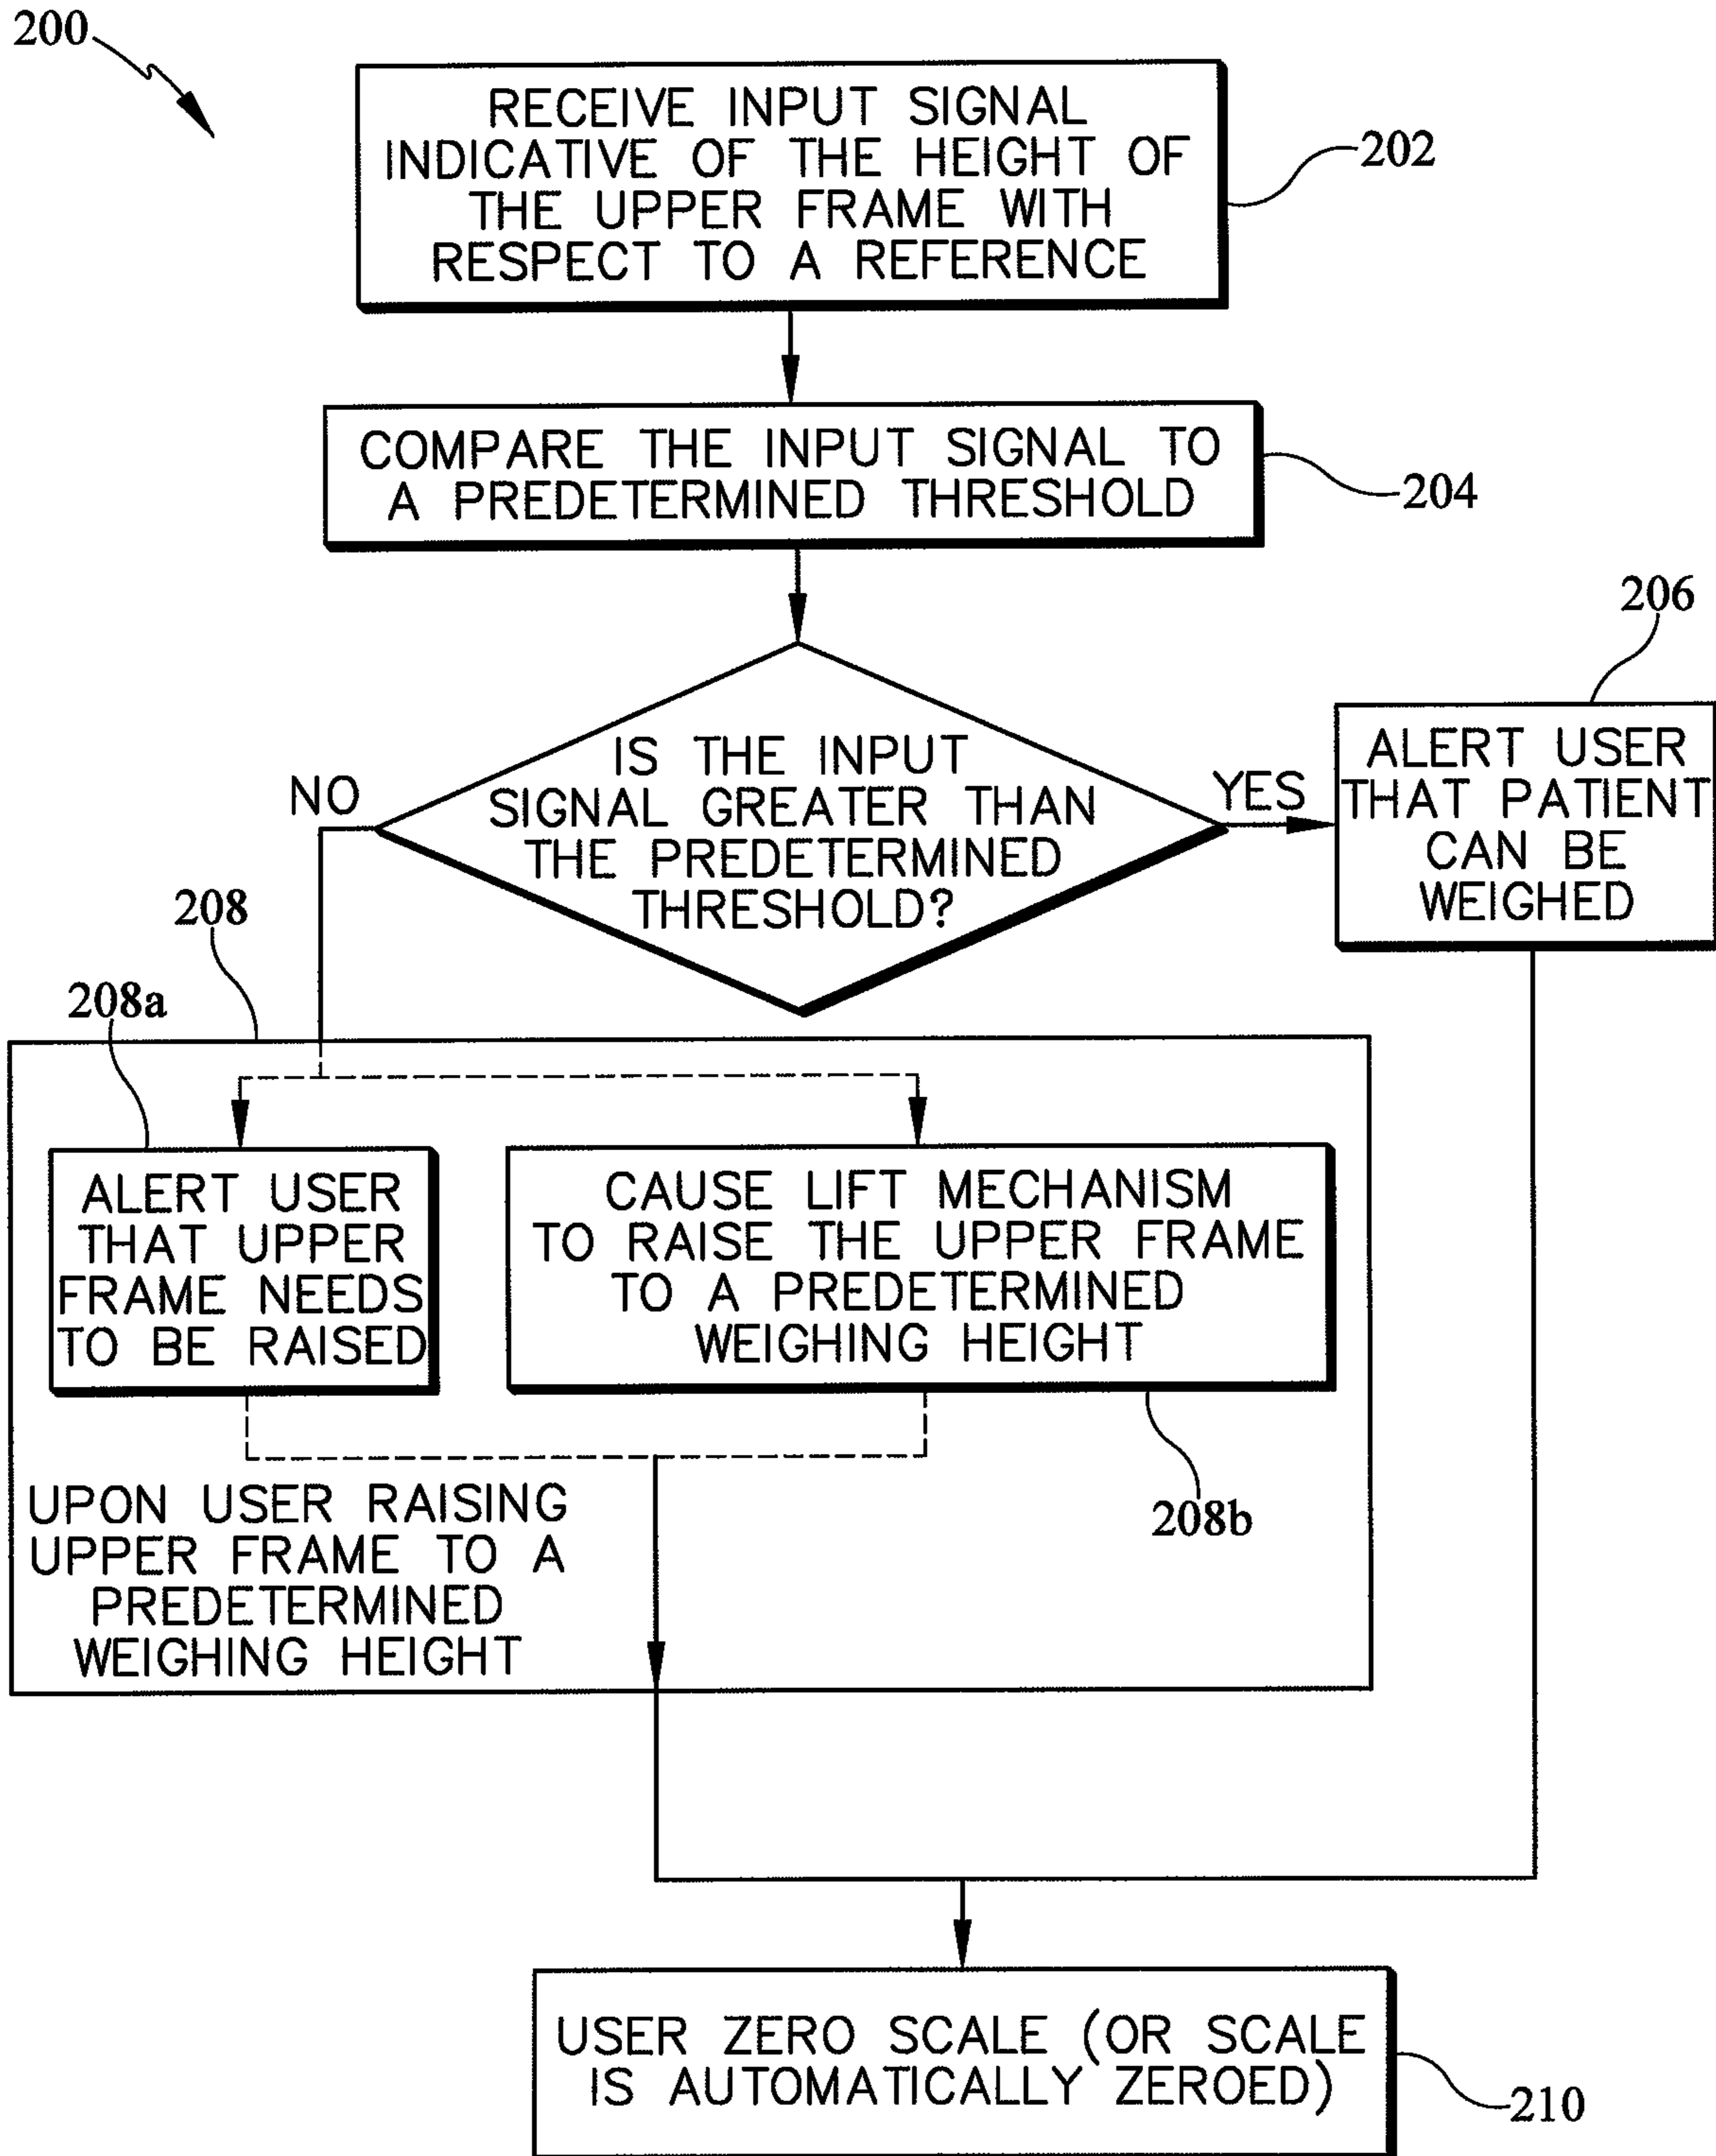 200
RECEIVE INPUT SIGNAL
INDICATIVE OF THE HEIGHT OF
THE UPPER FRAME WITH
RESPECT TO A REFERENCE
202
COMPARE THE INPUT SIGNAL TO
A PREDETERMINED THRESHOLD
204
IS THE INPUT
SIGNAL GREATER THAN
THE PREDETERMINED
THRESHOLD?
NO
YES
206
ALERT USER
THAT PATIENT
CAN BE
WEIGHED
208
208a
ALERT USER
THAT UPPER
FRAME NEEDS
TO BE RAISED
CAUSE LIFT MECHANISM
TO RAISE THE UPPER FRAME
TO A PREDETERMINED
WEIGHING HEIGHT
208b
UPON USER RAISING
UPPER FRAME TO A
PREDETERMINED
WEIGHING HEIGHT
USER ZERO SCALE (OR SCALE
IS AUTOMATICALLY ZEROED)
210